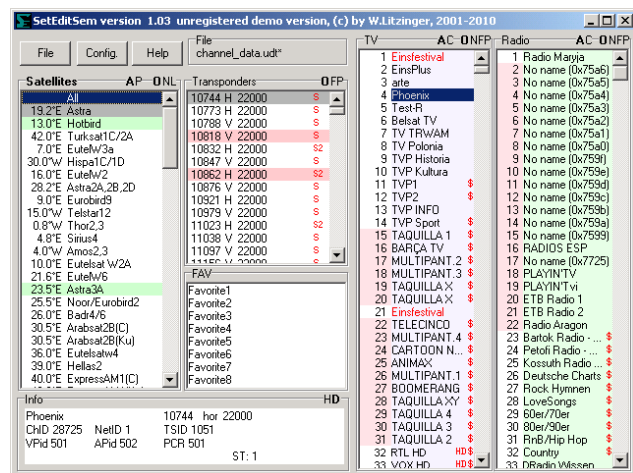 SetEditSem version 1.03 unregistered demo version, (c) by W.Litzinger, 2001-2010
File
Config.
Help
File
channel_data.udt*
Satellites AP ONL
All
19.2°E Astra
13.0°E Hotbird
42.0°E Turksat1C/2A
7.0°E EutelW3a
30.0°W Hispa1C/1D
16.0°E EutelW2
28.2°E Astra2A,2B,2D
9.0°E Eurobird9
15.0°W Telstar12
0.8°W Thor2,3
4.8°E Sirius4
4.0°W Amos2,3
10.0°E Eutelsat W2A
21.6°E EutelW6
23.5°E Astra3A
25.5°E Noor/Eurobird2
26.0°E Badr4/6
30.5°E Arabsat2B(C)
30.5°E Arabsat2B(Ku)
36.0°E Eutelsatw4
39.0°E Hellas2
40.0°E ExpressAM1(C)
Transponders OFP
10744 H 22000 S
10773 H 22000 S
10788 V 22000 S
10818 V 22000 S2
10832 H 22000 S2
10847 V 22000 S
10862 H 22000 S2
10876 V 22000 S
10921 H 22000 S
10979 V 22000 S
11023 H 22000 S2
11038 V 22000 S
11097 V 22000 S
11156 V 22000 S
FAV
Favorite1
Favorite2
Favorite3
Favorite4
Favorite5
Favorite6
Favorite7
Favorite8
Info HD
Phoenix 10744 hor 22000
ChID 28725 NetID 1 TSID 1051
VPid 501 APid 502 PCR 501
ST: 1
TV AC ONFP
1 Einsfestival
2 EinsPlus
3 arte
4 Phoenix
5 Test-R
6 Belsat TV
7 TV TRWAM
8 TV Polonia
9 TVP Historia
10 TVP Kultura
11 TVP1 $
12 TVP2 $
13 TVP INFO
14 TVP Sport $
15 TAQUILLA 1 $
16 BARÇA TV $
17 MULTIPANT.2 $
18 MULTIPANT.3 $
19 TAQUILLA X $
20 TAQUILLA X $
21 Einsfestival
22 TELECINCO $
23 MULTIPANT.4 $
24 CARTOON N... $
25 ANIMAX $
26 MULTIPANT.1 $
27 BOOMERANG $
28 TAQUILLA XY $
29 TAQUILLA 4 $
30 TAQUILLA 3 $
31 TAQUILLA 2 $
32 RTL HD HD$
33 VOX HD HD$
Radio AC ONFP
1 Radio Maryja
2 No name (0x75a6)
3 No name (0x75a5)
4 No name (0x75a4)
5 No name (0x75a3)
6 No name (0x75a2)
7 No name (0x75a1)
8 No name (0x75a0)
9 No name (0x759f)
10 No name (0x759e)
11 No name (0x759d)
12 No name (0x759c)
13 No name (0x759b)
14 No name (0x759a)
15 No name (0x7599)
16 RADIOS ESP
17 No name (0x7725)
18 PLAYIN'TV
19 PLAYIN'TVi
20 ETB Radio 1
21 ETB Radio 2
22 Radio Aragon
23 Bartok Radio - ... $
24 Petofi Radio - ... $
25 Kossuth Radio ... $
26 Deutsche Charts $
27 Rock Hymnen $
28 LoveSongs $
29 60er/70er $
30 80er/90er $
31 RnB/Hip Hop $
32 Country $
33 DRadio Wissen